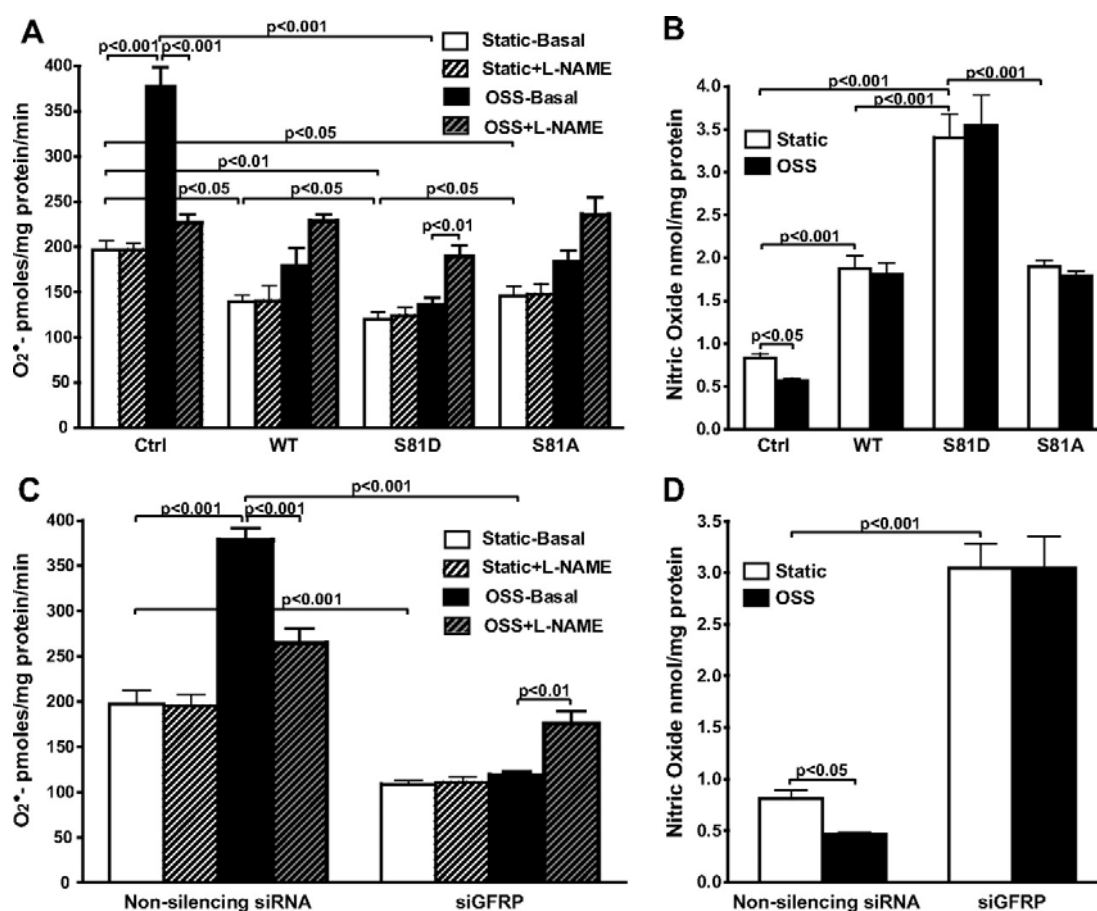 A
p<0.001
p<0.001
p<0.001
Static-Basal
Static+L-NAME
OSS-Basal
OSS+L-NAME
p<0.05
p<0.01
p<0.05
p<0.05
p<0.05
p<0.01
O2•- pmoles/mg protein/min
400
350
300
250
200
150
100
50
0
Ctrl
WT
S81D
S81A
B
p<0.001
p<0.001
p<0.001
Static
OSS
p<0.001
p<0.05
Nitric Oxide nmol/mg protein
4.0
3.5
3.0
2.5
2.0
1.5
1.0
0.5
0.0
Ctrl
WT
S81D
S81A
C
p<0.001
p<0.001
p<0.001
Static-Basal
Static+L-NAME
OSS-Basal
OSS+L-NAME
p<0.001
p<0.01
O2•- pmoles/mg protein/min
400
350
300
250
200
150
100
50
0
Non-silencing siRNA
siGFRP
D
p<0.001
Static
OSS
p<0.05
Nitric Oxide nmol/mg protein
3.5
3.0
2.5
2.0
1.5
1.0
0.5
0.0
Non-silencing siRNA
siGFRP